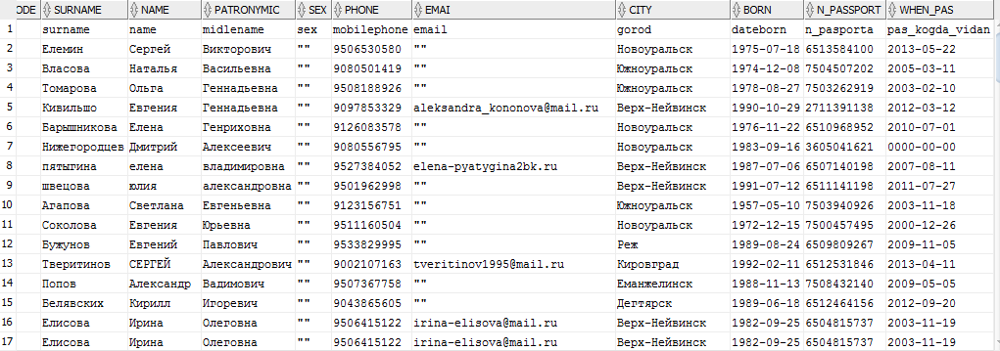 ODE SURNAME NAME PATRONYMIC SEX PHONE EMAI CITY BORN N_PASSPORT WHEN_PAS
1 surname name midlename sex mobilephone email gorod dateborn n_pasporta pas_kogda_vidan
2 Елемин Сергей Викторович "" 9506530580 "" Новоуральск 1975-07-18 6513584100 2013-05-22
3 Власова Наталья Васильевна "" 9080501419 "" Южноуральск 1974-12-08 7504507202 2005-03-11
4 Томарова Ольга Геннадьевна "" 9508188926 "" Южноуральск 1978-08-27 7503262919 2003-02-10
5 Кивильшо Евгения Геннадьевна "" 9097853329 aleksandra_kononova@mail.ru Верх-Нейвинск 1990-10-29 2711391138 2012-03-12
6 Барышникова Елена Генриховна "" 9126083578 "" Новоуральск 1976-11-22 6510968952 2010-07-01
7 Нижегородцев Дмитрий Алексеевич "" 9080556795 "" Новоуральск 1983-09-16 3605041621 0000-00-00
8 пятыгина елена владимировна "" 9527384052 elena-pyatygina2bk.ru Верх-Нейвинск 1987-07-06 6507140198 2007-08-11
9 швецова юлия александровна "" 9501962998 "" Верх-Нейвинск 1991-07-12 6511141198 2011-07-27
10 Агапова Светлана Евгеньевна "" 9123156751 "" Южноуральск 1957-05-10 7503940926 2003-11-18
11 Соколова Евгения Юрьевна "" 9511160504 "" Новоуральск 1972-12-15 7500457495 2000-12-26
12 Бужунов Евгений Павлович "" 9533829995 "" Реж 1989-08-24 6509809267 2009-11-05
13 Тверитинов СЕРГЕЙ Александрович "" 9002107163 tveritinov1995@mail.ru Кировград 1992-02-11 6512531846 2013-04-11
14 Попов Александр Вадимович "" 9507367758 "" Еманжелинск 1988-11-13 7508432140 2009-05-05
15 Белявских Кирилл Игоревич "" 9043865605 "" Дегтярск 1989-06-18 6512464156 2012-09-20
16 Елисова Ирина Олеговна "" 9506415122 irina-elisova@mail.ru Верх-Нейвинск 1982-09-25 6504815737 2003-11-19
17 Елисова Ирина Олеговна "" 9506415122 irina-elisova@mail.ru Верх-Нейвинск 1982-09-25 6504815737 2003-11-19